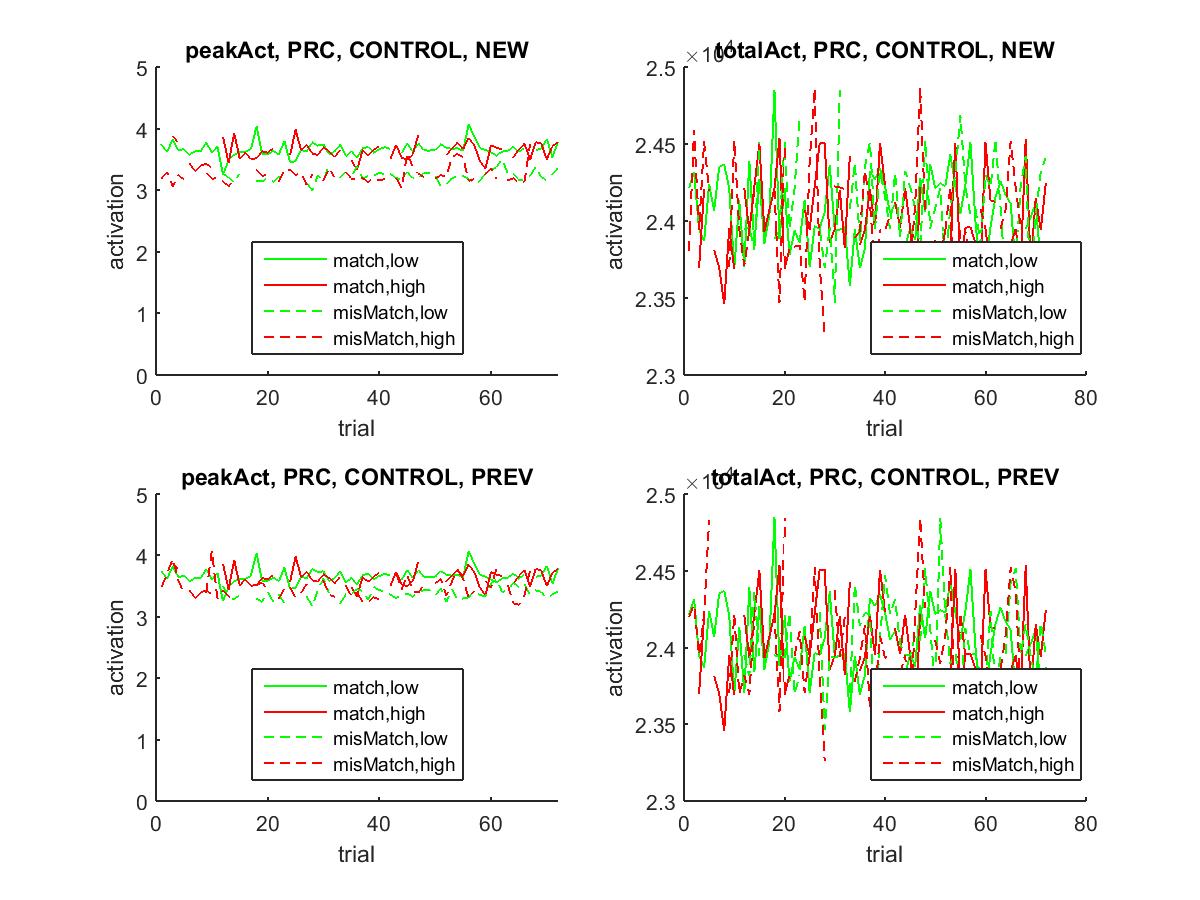 peakAct, PRC, CONTROL, NEW
5
4
3
2
1
0
activation
match,low
match,high
misMatch,low
misMatch,high
0 20 40 60
trial
totalAct, PRC, CONTROL, NEW
2.5
2.45
2.4
2.35
2.3
activation
match,low
match,high
misMatch,low
misMatch,high
0 20 40 60 80
trial
peakAct, PRC, CONTROL, PREV
5
4
3
2
1
0
activation
match,low
match,high
misMatch,low
misMatch,high
0 20 40 60
trial
totalAct, PRC, CONTROL, PREV
2.5
2.45
2.4
2.35
2.3
activation
match,low
match,high
misMatch,low
misMatch,high
0 20 40 60 80
trial